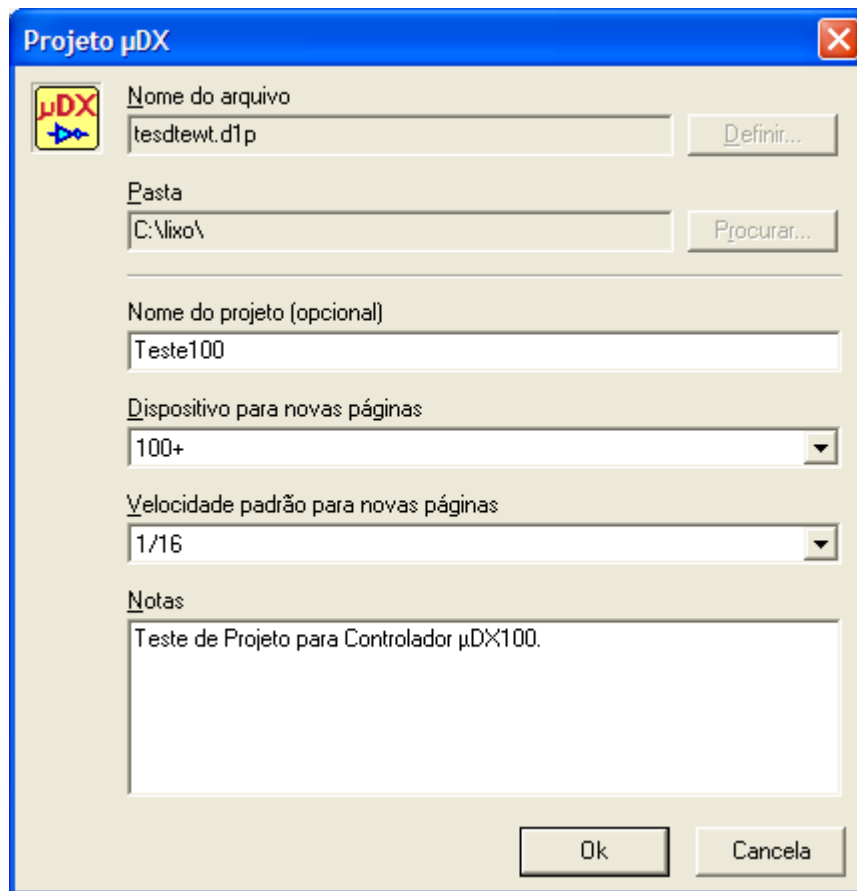 Projeto µDX
µDX
Nome do arquivo
tesdtewt.d1p
Definir...
Pasta
C:\lixo\
Procurar...
Nome do projeto (opcional)
Teste100
Dispositivo para novas páginas
100+
Velocidade padrão para novas páginas
1/16
Notas
Teste de Projeto para Controlador µDX100.
Ok
Cancela